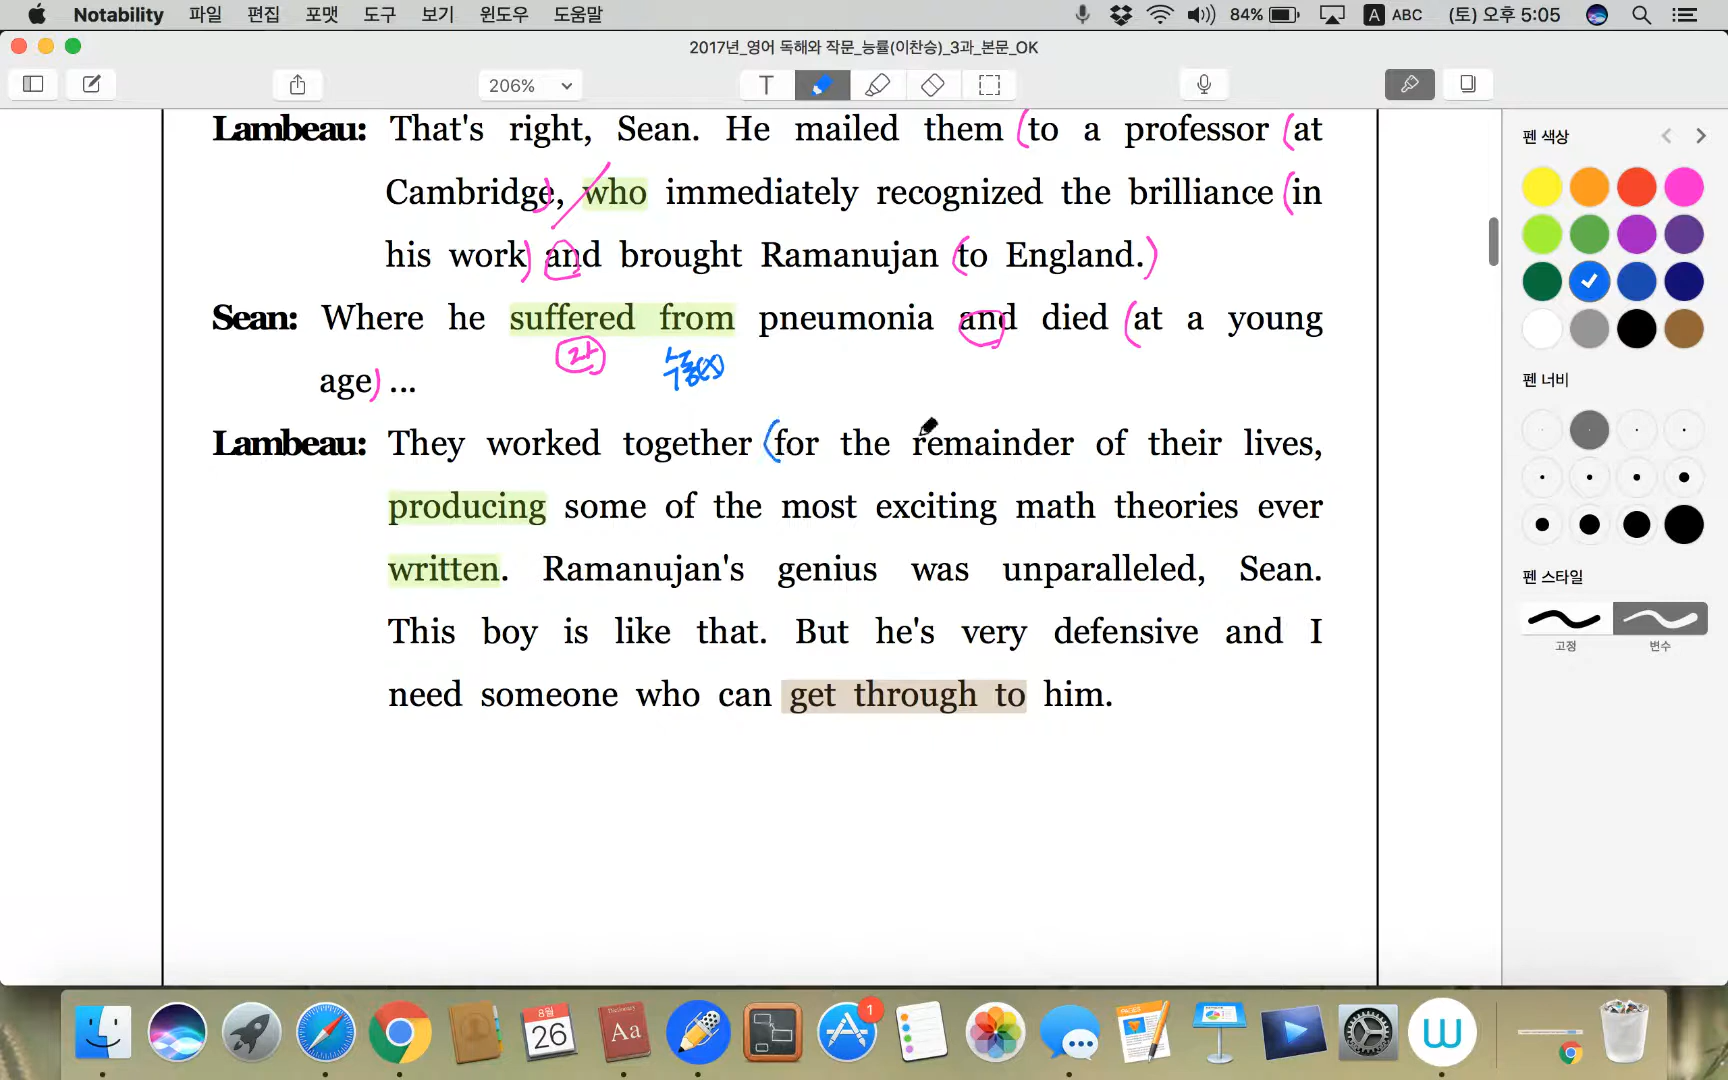 Notability 파일 편집 포맷 도구 보기 윈도우 도움말 84% A ABC (토) 오후 5:05
2017년_영어 독해와 작문_능률(이찬승)_3과_본문_OK
206% T
Lambeau: That's right, Sean. He mailed them (to a professor (at
Cambridge), who immediately recognized the brilliance (in
his work) and brought Ramanujan (to England.)
Sean: Where he suffered from pneumonia and died (at a young
과 수동(x)
age) ...
Lambeau: They worked together (for the remainder of their lives,
producing some of the most exciting math theories ever
written. Ramanujan's genius was unparalleled, Sean.
This boy is like that. But he's very defensive and I
need someone who can get through to him.
펜 색상
펜 너비
펜 스타일
고정 변수
8월
26
Aa
1
PAGES
W